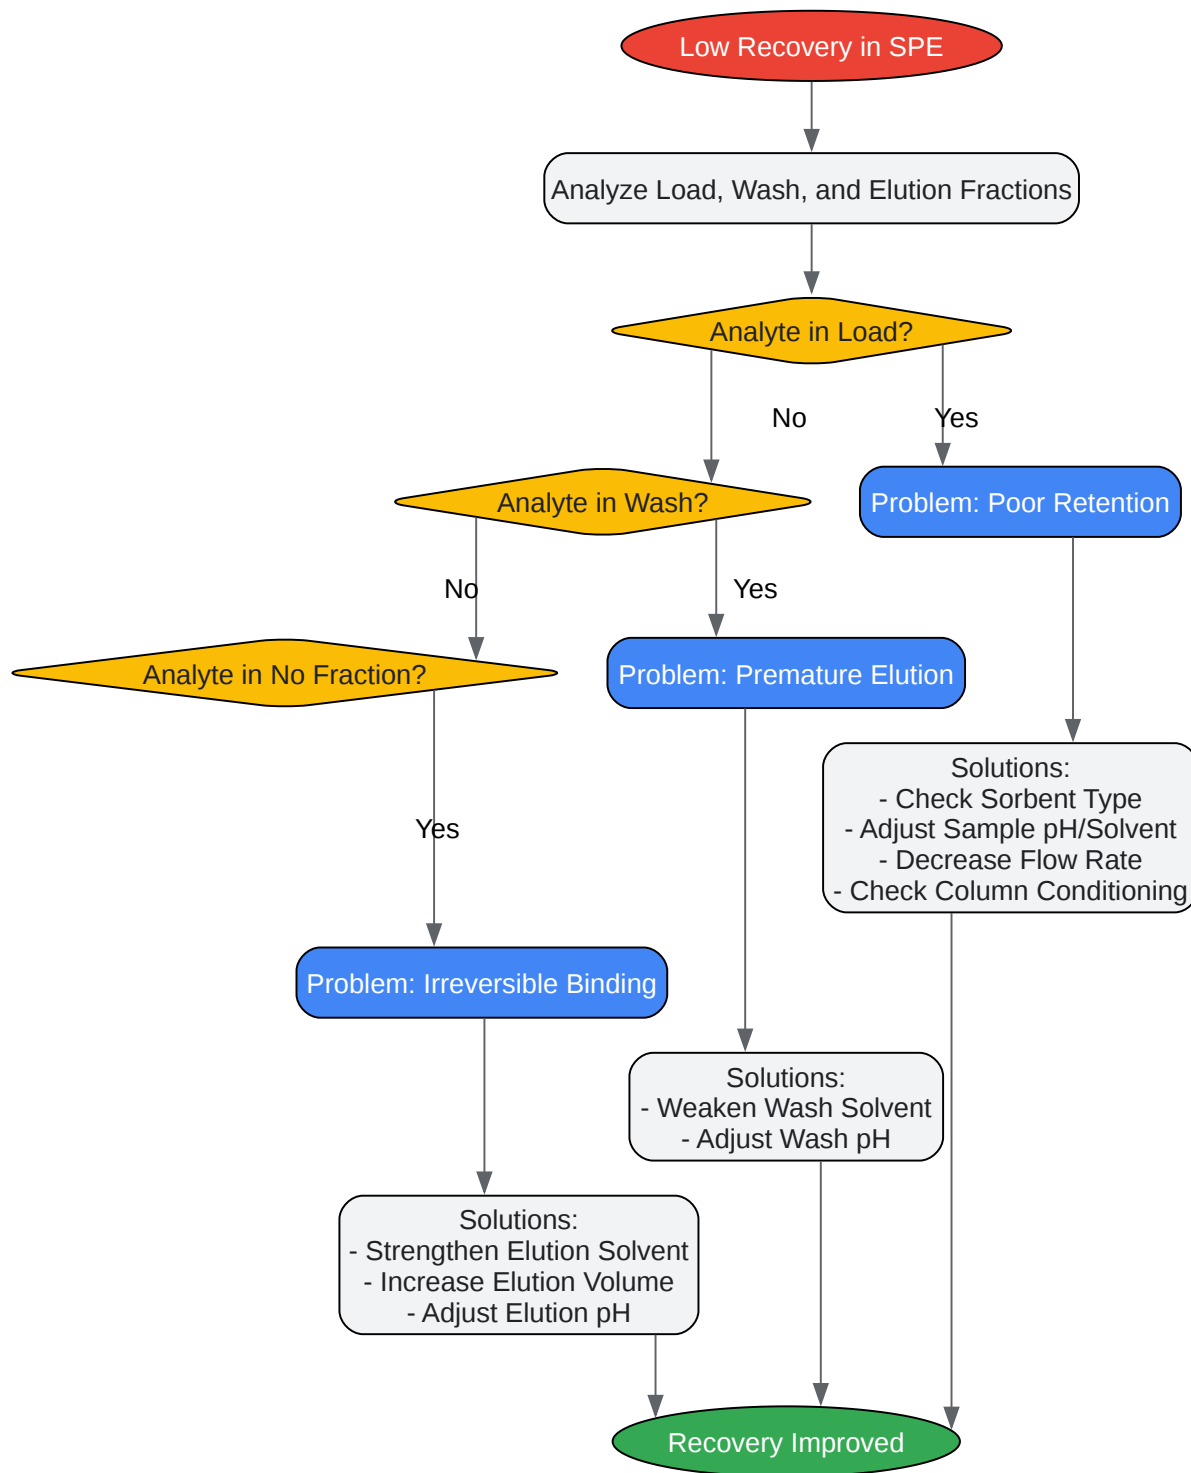 Low Recovery in SPE
Analyze Load, Wash, and Elution Fractions
Analyte in Load?
No
Yes
Analyte in Wash?
Problem: Poor Retention
No
Yes
Analyte in No Fraction?
Problem: Premature Elution
Solutions:
- Check Sorbent Type
- Adjust Sample pH/Solvent
- Decrease Flow Rate
- Check Column Conditioning
Yes
Problem: Irreversible Binding
Solutions:
- Weaken Wash Solvent
- Adjust Wash pH
Solutions:
- Strengthen Elution Solvent
- Increase Elution Volume
- Adjust Elution pH
Recovery Improved